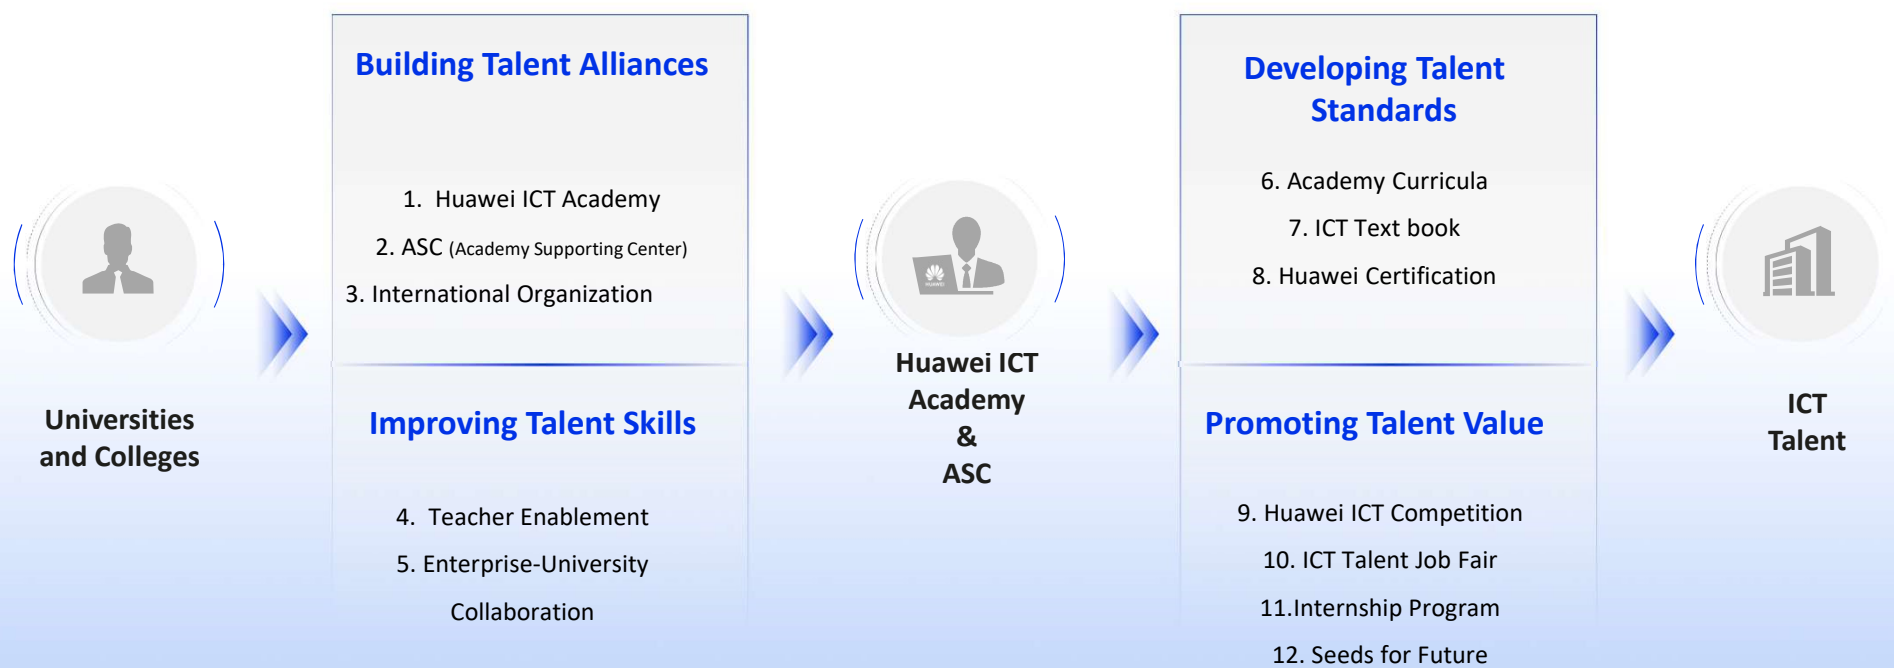 Universities
and Colleges
Building Talent Alliances
1. Huawei ICT Academy
2. ASC (Academy Supporting Center)
3. International Organization
Improving Talent Skills
4. Teacher Enablement
5. Enterprise-University
Collaboration
HUAWEI
Huawei ICT
Academy
&
ASC
Developing Talent
Standards
6. Academy Curricula
7. ICT Text book
8. Huawei Certification
Promoting Talent Value
9. Huawei ICT Competition
10. ICT Talent Job Fair
11.Internship Program
12. Seeds for Future
ICT
Talent